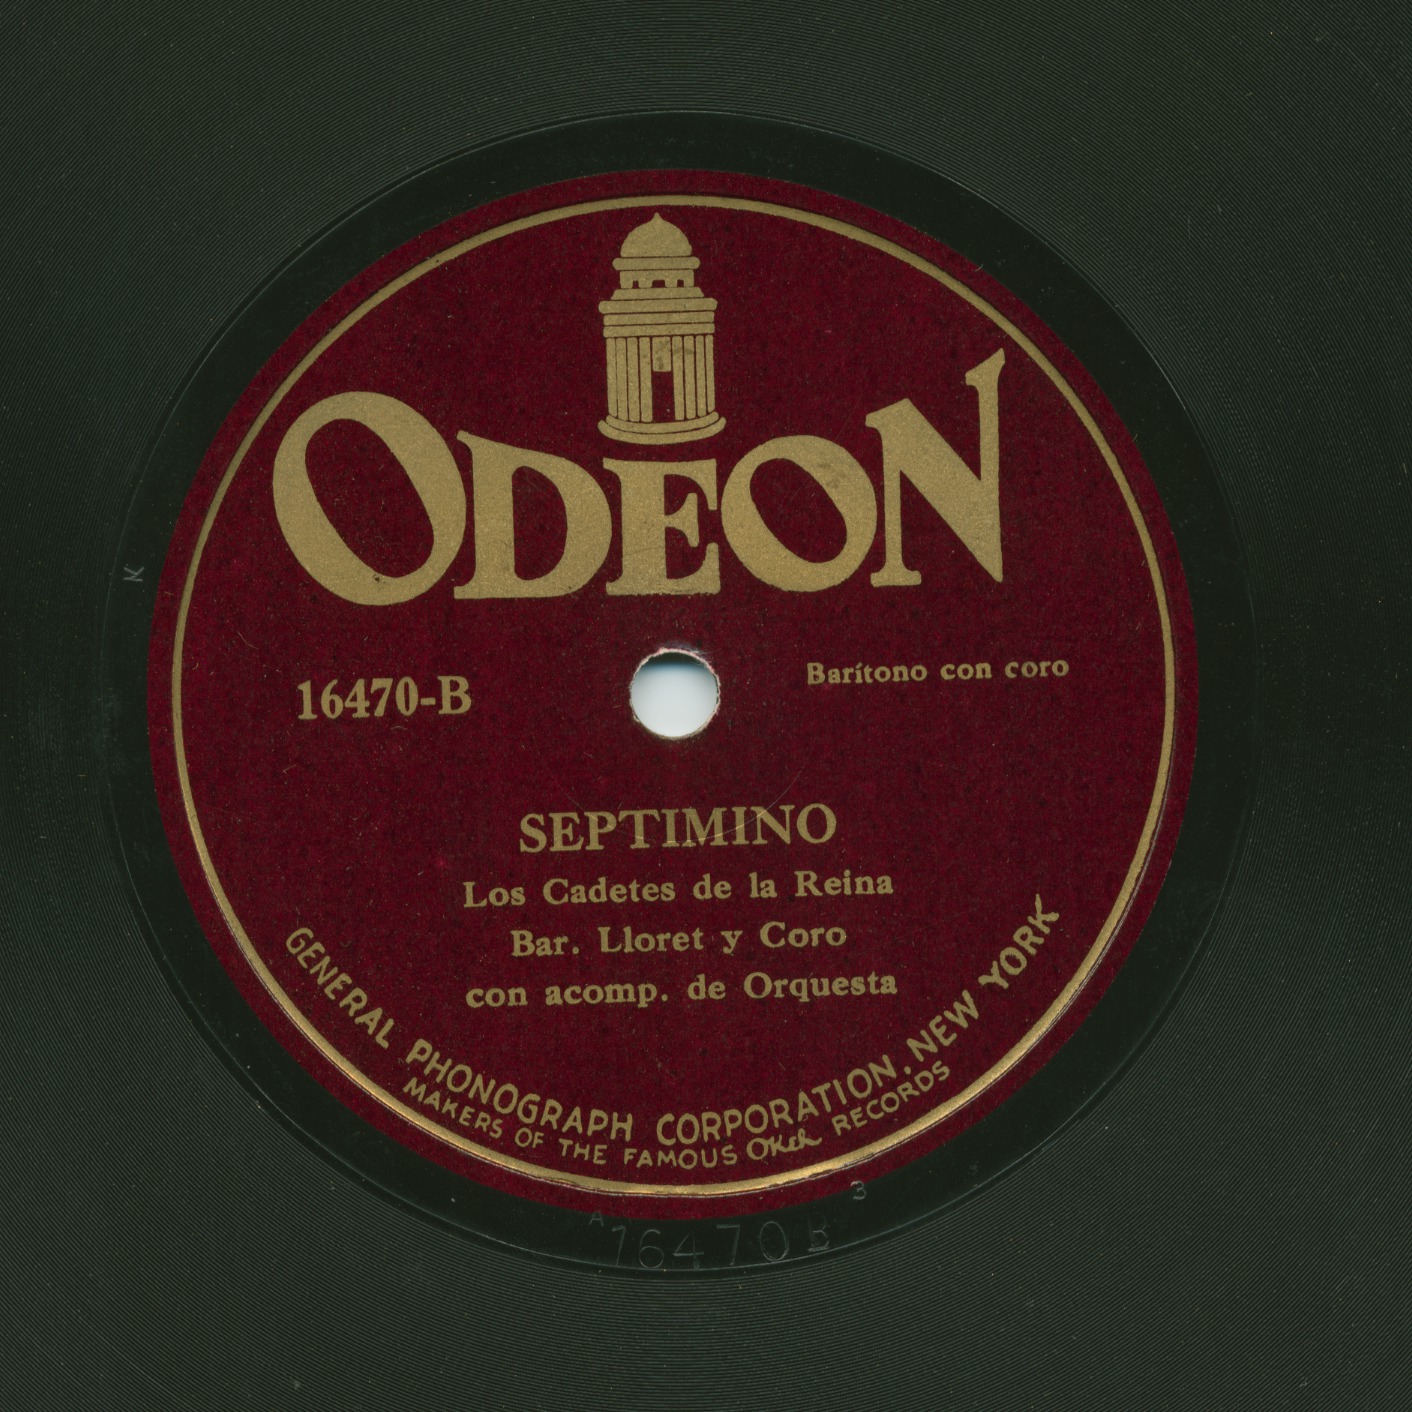 ODEON
16470-B
Barítono con coro
SEPTIMINO
Los Cadetes de la Reina
Bar. Lloret y Coro
con acomp. de Orquesta
GENERAL PHONOGRAPH CORPORATION, NEW YORK
MAKERS OF THE FAMOUS OKeh RECORDS
K
A
16470B
3